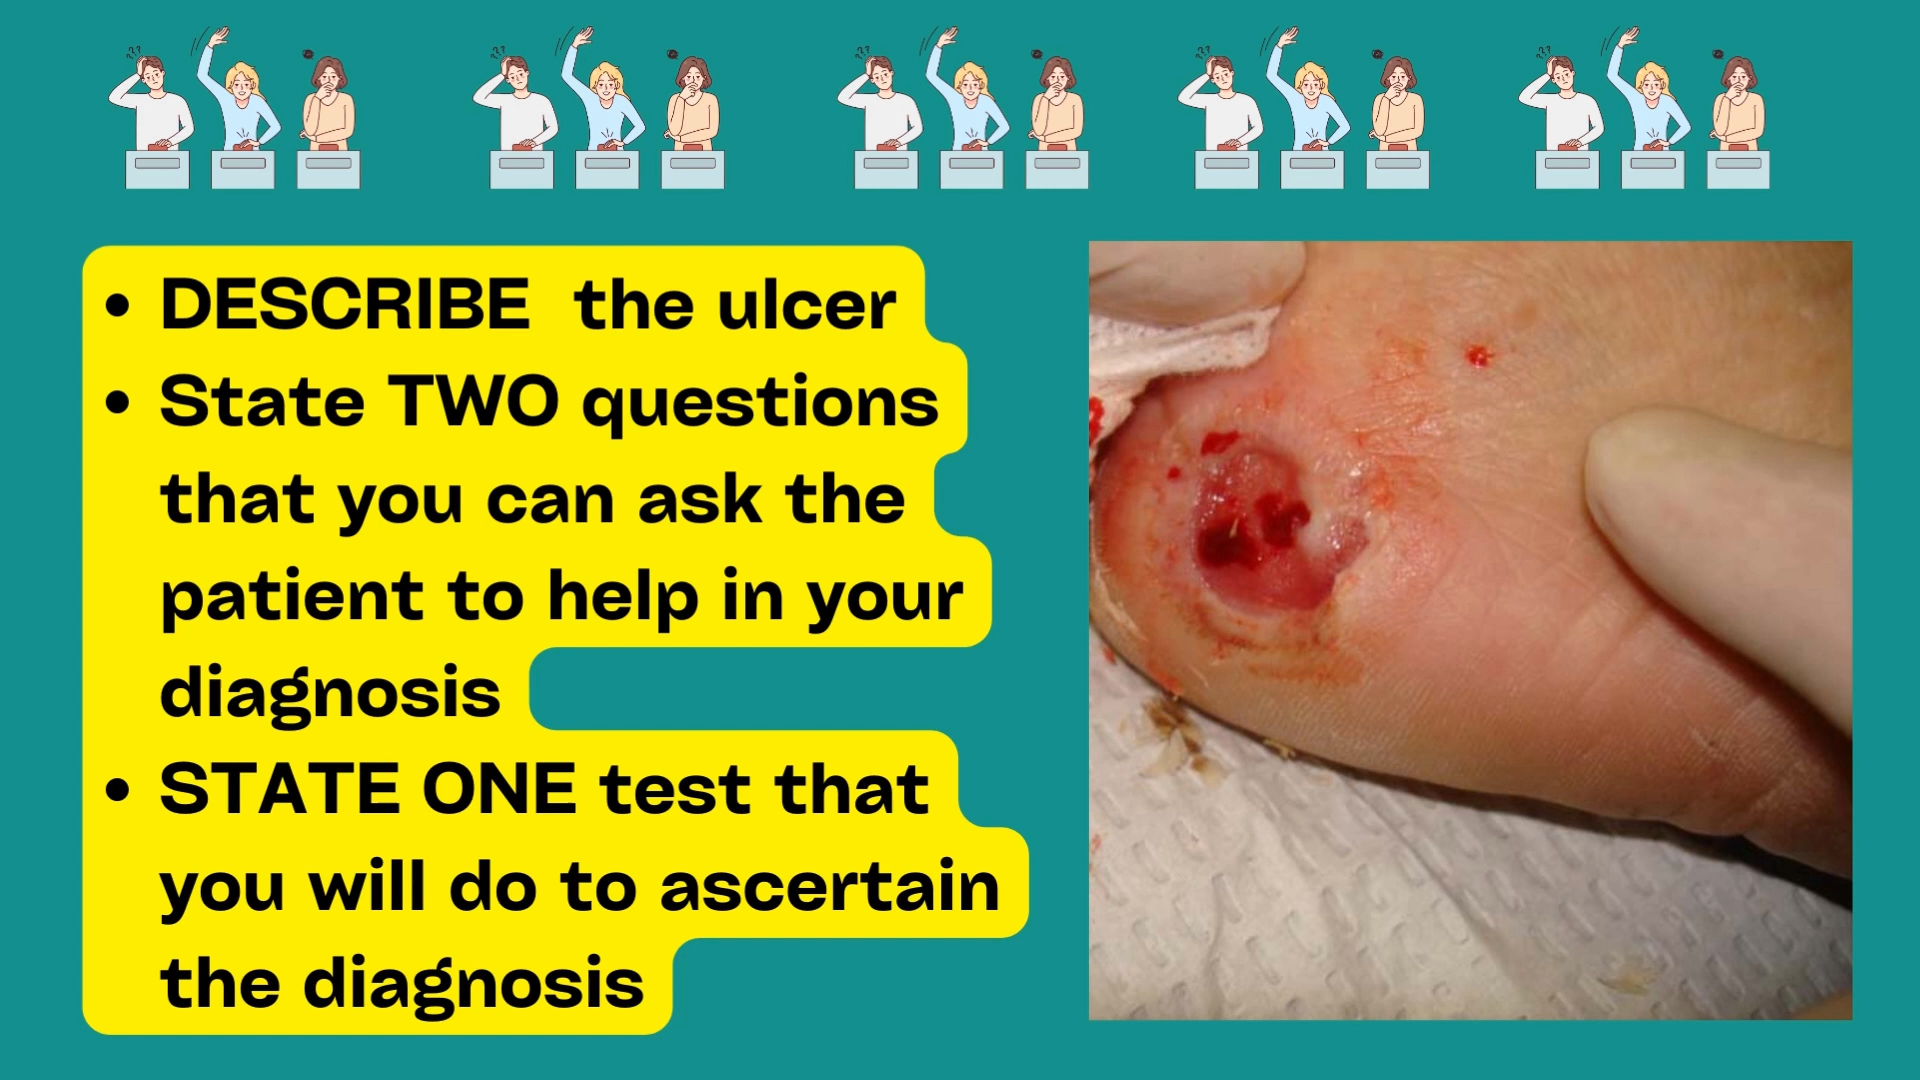 • DESCRIBE the ulcer
• State TWO questions
that you can ask the
patient to help in your
diagnosis
• STATE ONE test that
you will do to ascertain
the diagnosis